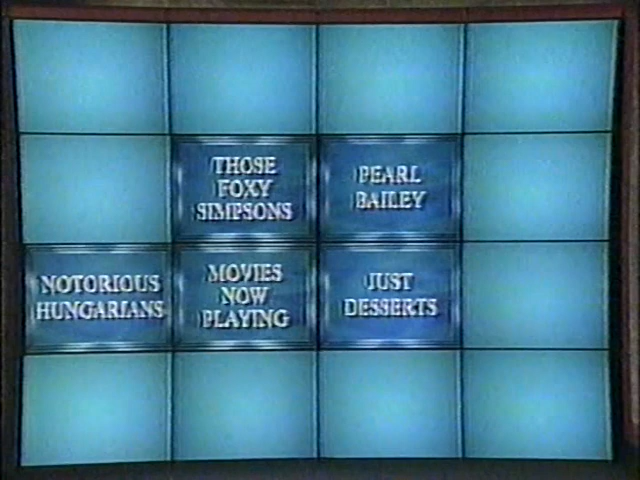 THOSE
FOXY
SIMPSONS
PEARL
BAILEY
NOTORIOUS
HUNGARIANS
MOVIES
NOW
PLAYING
JUST
DESSERTS